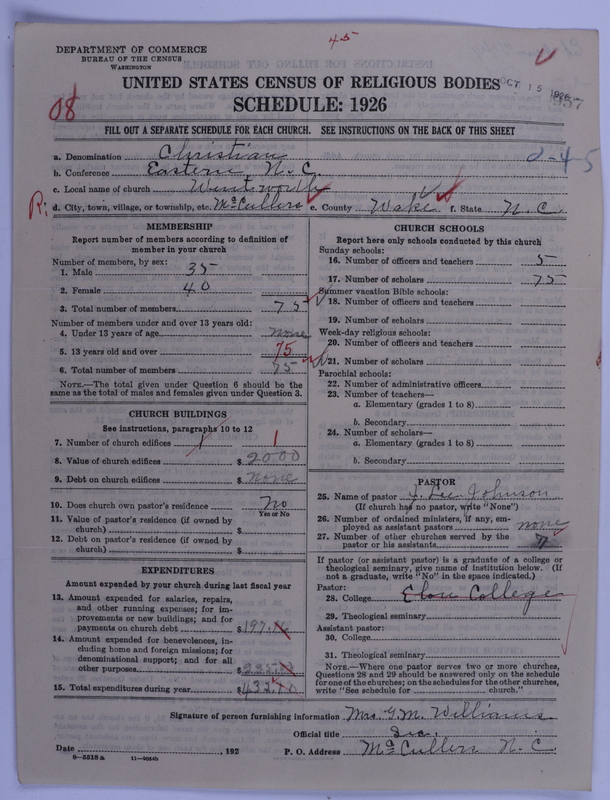 45
DEPARTMENT OF COMMERCE
BUREAU OF THE CENSUS
WASHINGTON
UNITED STATES CENSUS OF RELIGIOUS BODIES
OCT 15 1926
SCHEDULE: 1926
08
FILL OUT A SEPARATE SCHEDULE FOR EACH CHURCH. SEE INSTRUCTIONS ON THE BACK OF THIS SHEET
a. Denomination Christian
0-45
b. Conference Eastern N.C.
c. Local name of church Wentworth
R. d. City, town, village, or township, etc. McCullers e. County Wake f. State N.C.
MEMBERSHIP
Report number of members according to definition of
member in your church
Number of members, by sex:
1. Male 35
2. Female 40
3. Total number of members 75
Number of members under and over 13 years old:
4. Under 13 years of age none
5. 13 years old and over 75
6. Total number of members 75
NOTE.—The total given under Question 6 should be
the same as the total of males and females given under Question 3.
CHURCH BUILDINGS
See instructions, paragraphs 10 to 12
7. Number of church edifices 1 1
8. Value of church edifices $ 2000
9. Debt on church edifices $ none
10. Does church own pastor's residence No
Yes or No
11. Value of pastor's residence (if owned by
church) $
12. Debt on pastor's residence (if owned by
church) $
EXPENDITURES
Amount expended by your church during last fiscal year
13. Amount expended for salaries, repairs,
and other running expenses; for im-
provements or new buildings; and for
payments on church debt $ 197.
14. Amount expended for benevolences, in-
cluding home and foreign missions; for
denominational support; and for all
other purposes $ 235.
15. Total expenditures during year $ 432.
CHURCH SCHOOLS
Report here only schools conducted by this church
Sunday schools:
16. Number of officers and teachers 5
17. Number of scholars 75
Summer vacation Bible schools:
18. Number of officers and teachers
19. Number of scholars
Week-day religious schools:
20. Number of officers and teachers
21. Number of scholars
Parochial schools:
22. Number of administrative officers
23. Number of teachers—
a. Elementary (grades 1 to 8)
b. Secondary
24. Number of scholars—
a. Elementary (grades 1 to 8)
b. Secondary
PASTOR
25. Name of pastor J. Lee Johnson
(If church has no pastor, write "None")
26. Number of ordained ministers, if any, em-
ployed as assistant pastors none
27. Number of other churches served by the
pastor or his assistants 7
If pastor (or assistant pastor) is a graduate of a college or
theological seminary, give name of institution below. (If
not a graduate, write "No" in the space indicated.)
Pastor:
28. College Elon College
29. Theological seminary
Assistant pastor:
30. College
31. Theological seminary
NOTE.—Where one pastor serves two or more churches,
Questions 28 and 29 should be answered only on the schedule
for one of the churches; on the schedules for the other churches,
write "See schedule for church."
Signature of person furnishing information Mrs. G.M. Williams
Official title Sec.
Date , 192
P. O. Address McCullers N.C.
8-5518 a 11-9034b